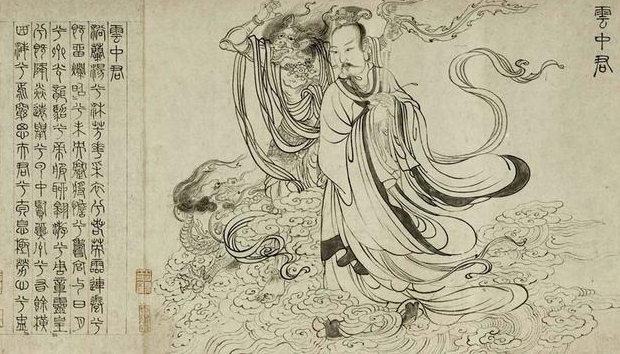 雲中君
雲中君
浴蘭湯兮沐芳華采衣兮若英靈連蜷兮
既留爛昭兮未央蹇將憺兮壽宮與日月
兮齊光龍駕兮帝服聊翱游兮周章靈皇
兮既降猋遠舉兮雲中覽冀州兮有餘橫
四海兮焉窮思夫君兮太息極勞心兮